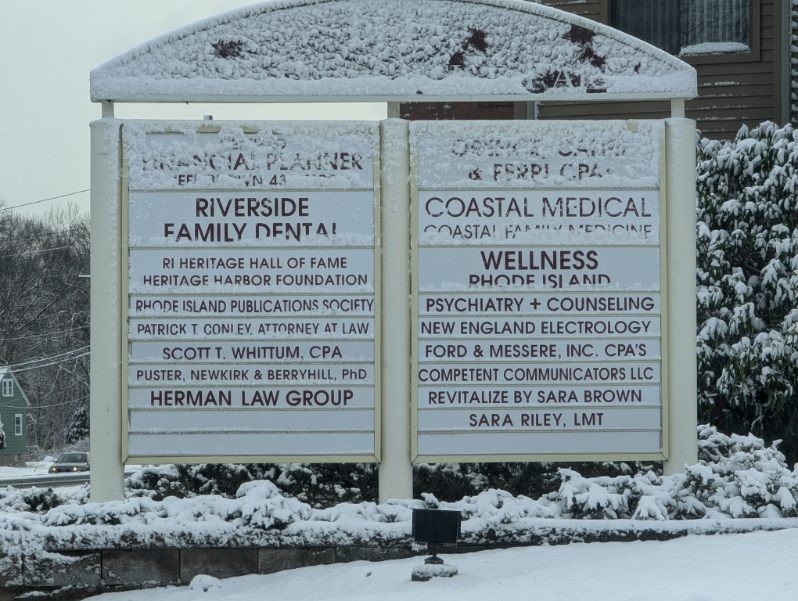 FINANCIAL PLANNER
RIVERSIDE
FAMILY DENTAL
RI HERITAGE HALL OF FAME
HERITAGE HARBOR FOUNDATION
RHODE ISLAND PUBLICATIONS SOCIETY
PATRICK T. CONLEY, ATTORNEY AT LAW
SCOTT T. WHITTUM, CPA
PUSTER, NEWKIRK & BERRYHILL, PhD
HERMAN LAW GROUP
& FERRI CPA'S
COASTAL MEDICAL
COASTAL FAMILY MEDICINE
WELLNESS
RHODE ISLAND
PSYCHIATRY + COUNSELING
NEW ENGLAND ELECTROLOGY
FORD & MESSERE, INC. CPA'S
COMPETENT COMMUNICATORS LLC
REVITALIZE BY SARA BROWN
SARA RILEY, LMT